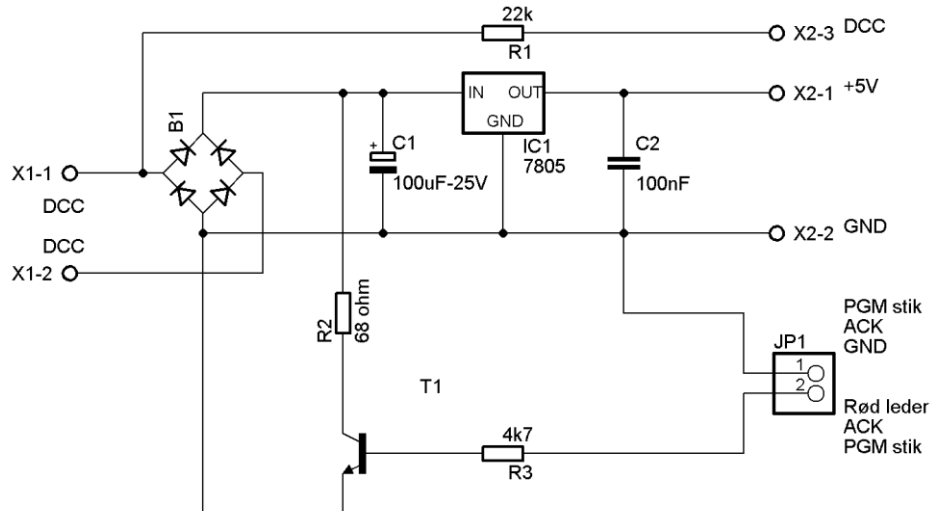 22k
R1
X2-3 DCC
X2-1 +5V
B1
IN OUT
GND
IC1
7805
+
C1
100uF-25V
C2
100nF
X1-1
DCC
DCC
X1-2
X2-2 GND
R2
68 ohm
PGM stik
ACK
GND
JP1
1
2
T1
Rød leder
ACK
PGM stik
4k7
R3